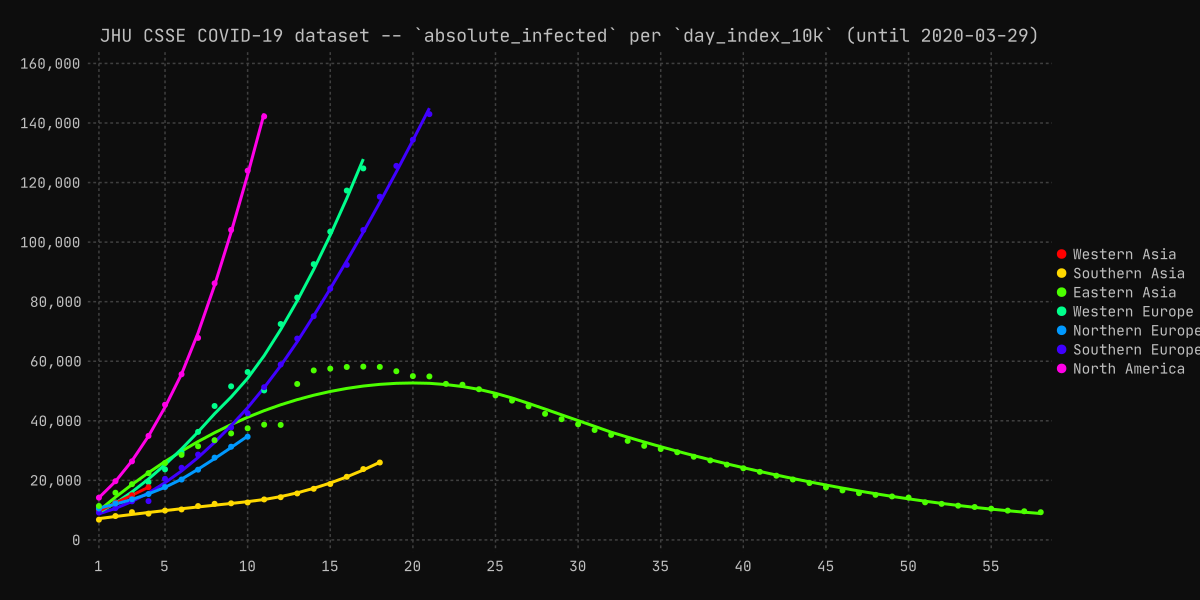 JHU CSSE COVID-19 dataset -- `absolute_infected` per `day_index_10k` (until 2020-03-29)
160,000
140,000
120,000
100,000
80,000
60,000
40,000
20,000
0
1 5 10 15 20 25 30 35 40 45 50 55
Western Asia
Southern Asia
Eastern Asia
Western Europe
Northern Europe
Southern Europe
North America